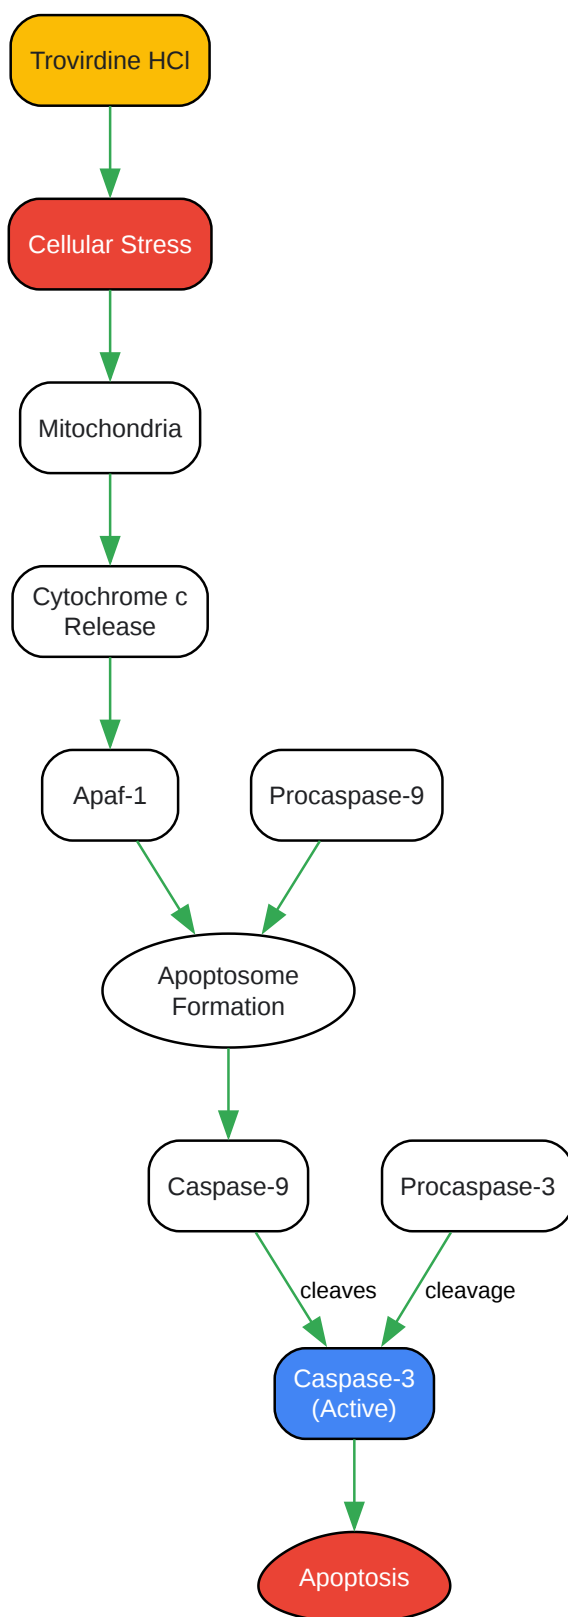 Trovirdine HCl
Cellular Stress
Mitochondria
Cytochrome c
Release
Apaf-1
Procaspase-9
Apoptosome
Formation
Caspase-9
Procaspase-3
cleaves
cleavage
Caspase-3
(Active)
Apoptosis